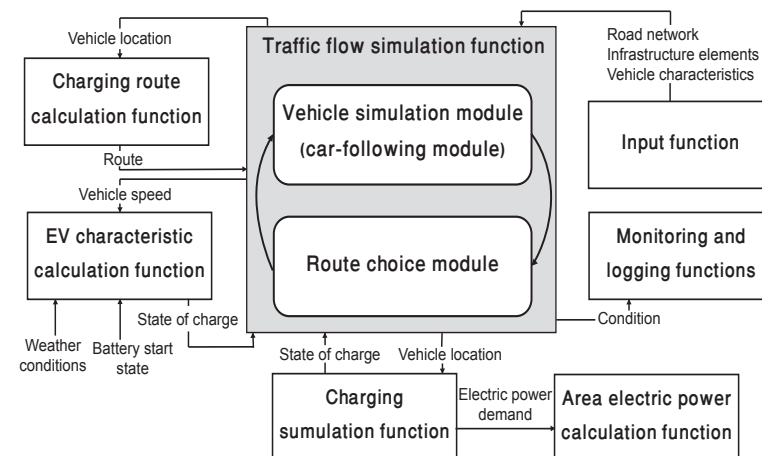 Vehicle location
Charging route
calculation function
Route
Vehicle speed
EV characteristic
calculation function
State of charge
Weather
conditions
Battery start
state
Traffic flow simulation function
Vehicle simulation module
(car-following module)
Route choice module
Road network
Infrastructure elements
Vehicle characteristics
Input function
Monitoring and
logging functions
Condition
State of charge
Vehicle location
Charging
sumulation function
Electric power
demand
Area electric power
calculation function